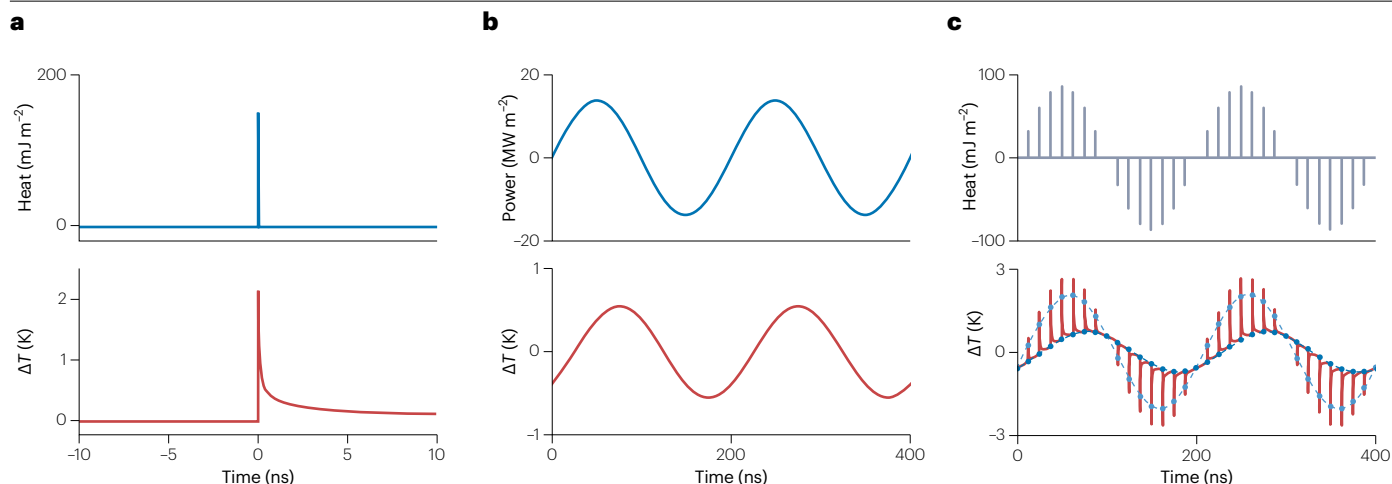 a
200
0
Heat (mJ m⁻²)
2
1
0
ΔT (K)
–10 –5 0 5 10
Time (ns)
b
20
0
–20
Power (MW m⁻²)
1
0
–1
ΔT (K)
0 200 400
Time (ns)
c
100
0
–100
Heat (mJ m⁻²)
3
0
–3
ΔT (K)
0 200 400
Time (ns)